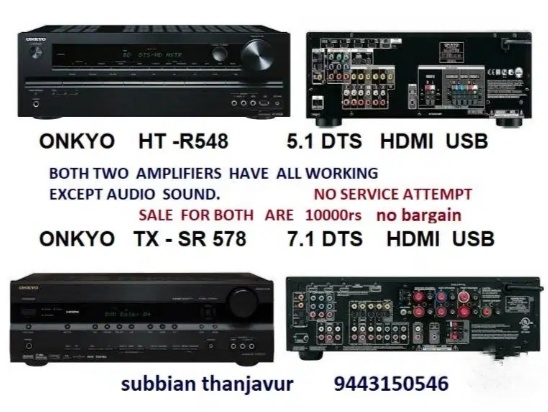 ONKYO
ONKYO HT -R548 5.1 DTS HDMI USB
BOTH TWO AMPLIFIERS HAVE ALL WORKING
EXCEPT AUDIO SOUND. NO SERVICE ATTEMPT
SALE FOR BOTH ARE 10000rs no bargain
ONKYO TX - SR 578 7.1 DTS HDMI USB
ONKYO
subbian thanjavur 9443150546